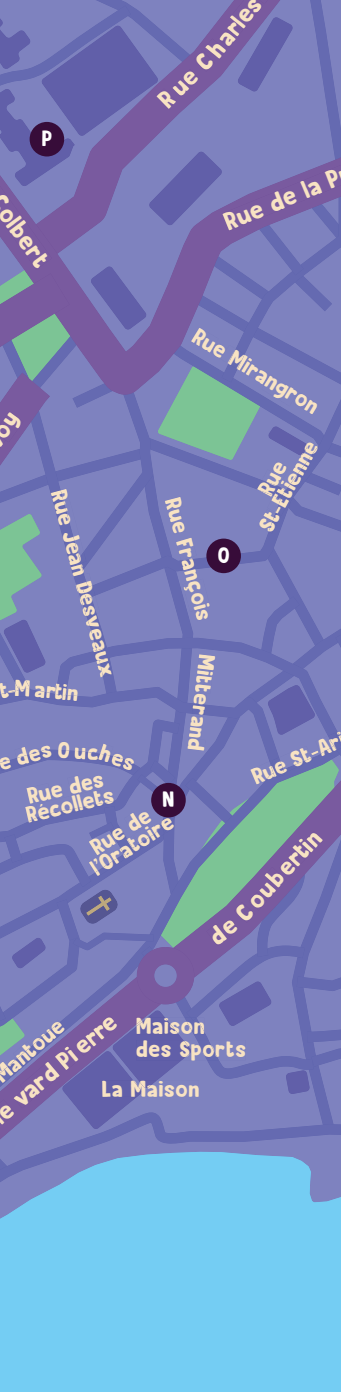 Rue Charles
P
Colbert
Rue de la
Rue Mirangron
Rue
St-Etienne
Rue François
O
Rue Jean Desveaux
t-Martin
Mitterand
e des Ouches
Rue St-Ari
Rue des
Récollets
N
Rue de
l'Oratoire
de Coubertin
Maison
des Sports
Mantoue
le vard Pierre
La Maison